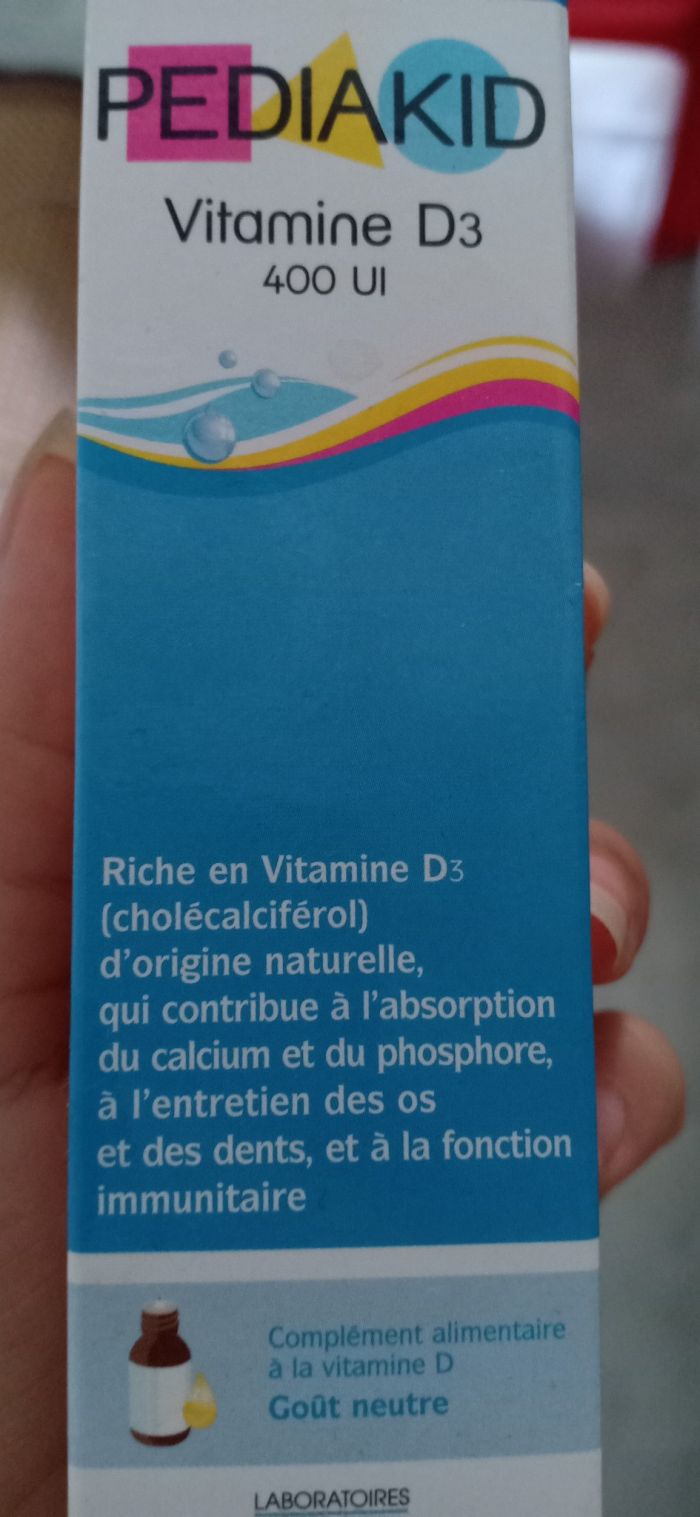 PEDIAKID
Vitamine D3
400 UI
Riche en Vitamine D3
(cholécalciférol)
d'origine naturelle,
qui contribue à l'absorption
du calcium et du phosphore,
à l'entretien des os
et des dents, et à la fonction
immunitaire
Complément alimentaire
à la vitamine D
Goût neutre
LABORATOIRES